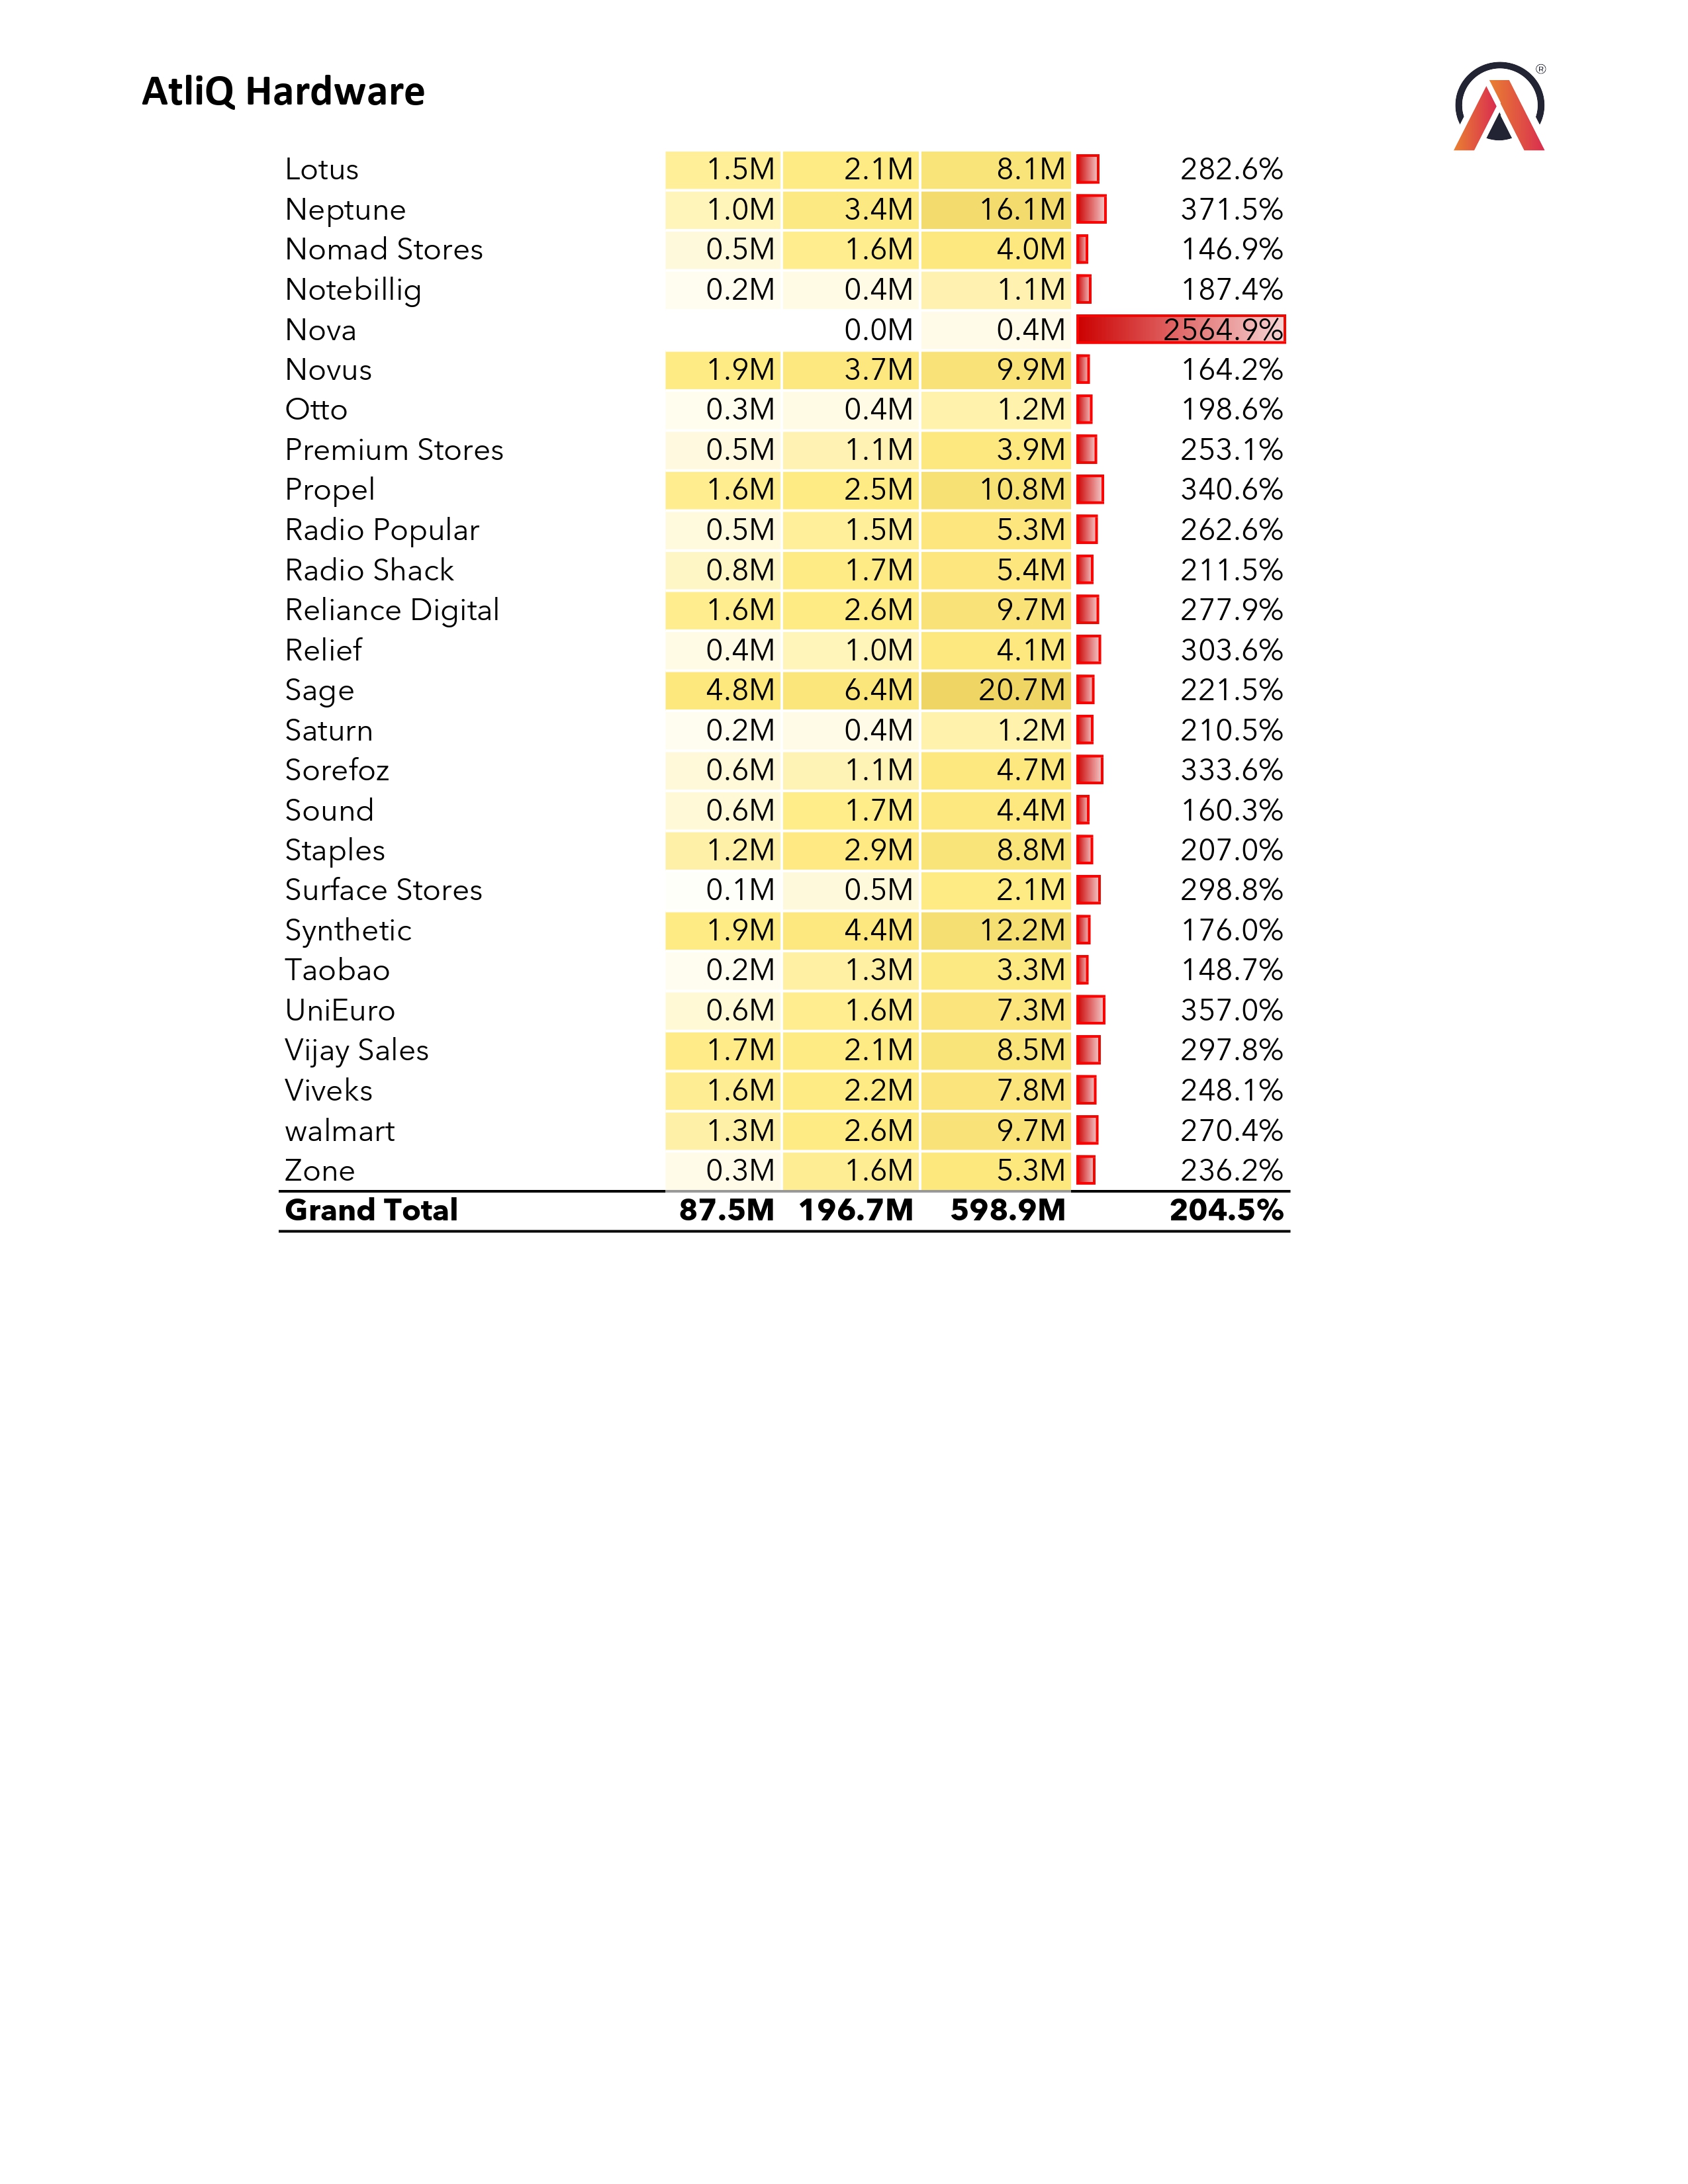 AtliQ Hardware
®
Lotus 1.5M 2.1M 8.1M 282.6%
Neptune 1.0M 3.4M 16.1M 371.5%
Nomad Stores 0.5M 1.6M 4.0M 146.9%
Notebillig 0.2M 0.4M 1.1M 187.4%
Nova 0.0M 0.4M 2564.9%
Novus 1.9M 3.7M 9.9M 164.2%
Otto 0.3M 0.4M 1.2M 198.6%
Premium Stores 0.5M 1.1M 3.9M 253.1%
Propel 1.6M 2.5M 10.8M 340.6%
Radio Popular 0.5M 1.5M 5.3M 262.6%
Radio Shack 0.8M 1.7M 5.4M 211.5%
Reliance Digital 1.6M 2.6M 9.7M 277.9%
Relief 0.4M 1.0M 4.1M 303.6%
Sage 4.8M 6.4M 20.7M 221.5%
Saturn 0.2M 0.4M 1.2M 210.5%
Sorefoz 0.6M 1.1M 4.7M 333.6%
Sound 0.6M 1.7M 4.4M 160.3%
Staples 1.2M 2.9M 8.8M 207.0%
Surface Stores 0.1M 0.5M 2.1M 298.8%
Synthetic 1.9M 4.4M 12.2M 176.0%
Taobao 0.2M 1.3M 3.3M 148.7%
UniEuro 0.6M 1.6M 7.3M 357.0%
Vijay Sales 1.7M 2.1M 8.5M 297.8%
Viveks 1.6M 2.2M 7.8M 248.1%
walmart 1.3M 2.6M 9.7M 270.4%
Zone 0.3M 1.6M 5.3M 236.2%
Grand Total 87.5M 196.7M 598.9M 204.5%